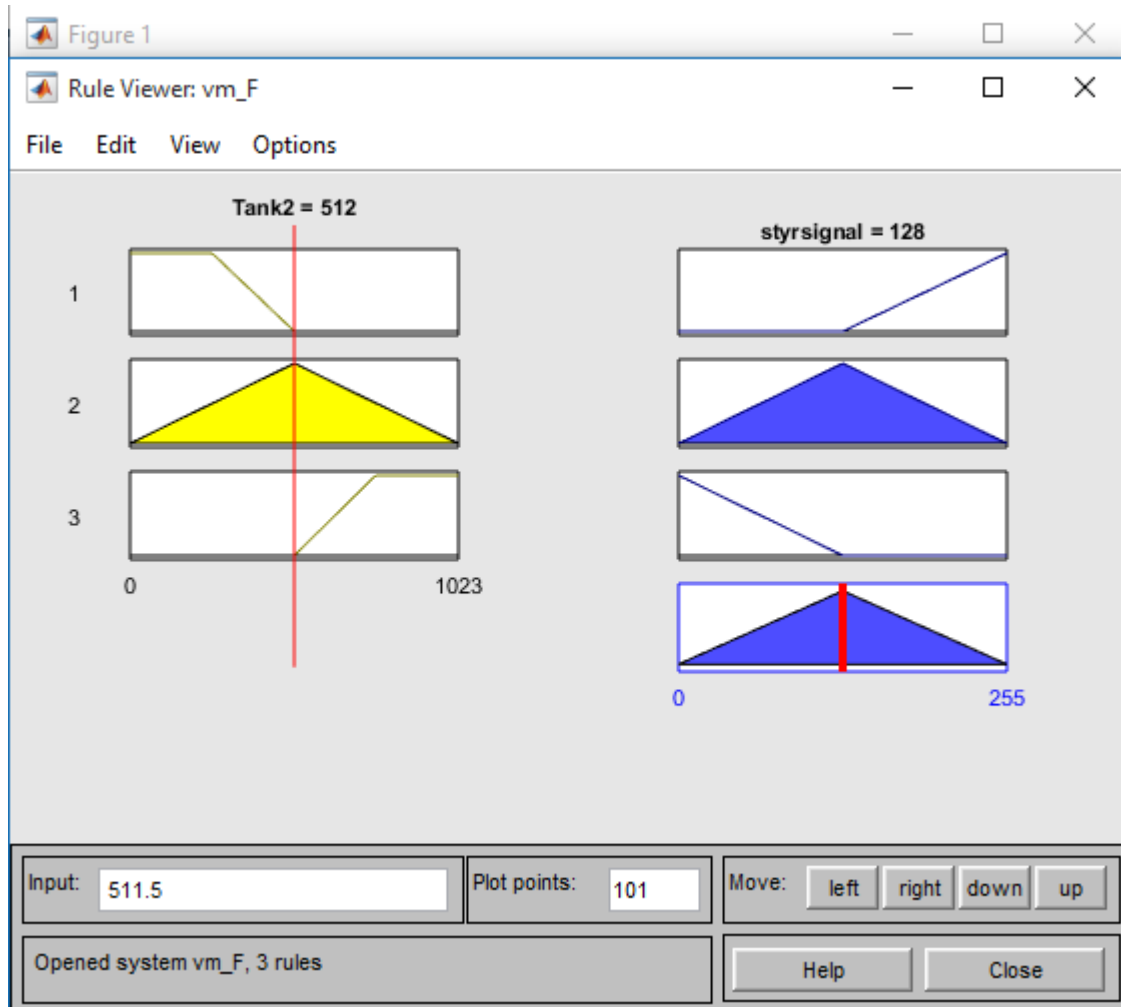 Figure 1
Rule Viewer: vm_F
File Edit View Options
Tank2 = 512
styrsignal = 128
1
2
3
0 1023
0 255
Input: 511.5 Plot points: 101 Move: left right down up
Opened system vm_F, 3 rules Help Close